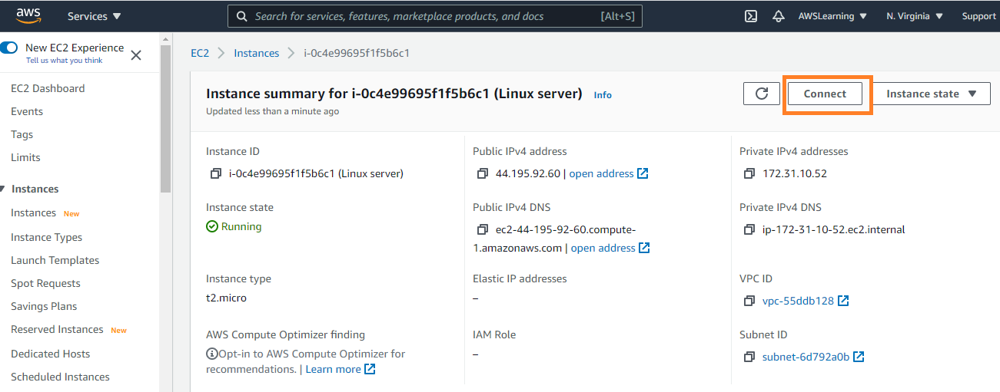 aws Services Search for services, features, marketplace products, and docs [Alt+S] AWSLearning N. Virginia Support
New EC2 Experience
Tell us what you think
EC2 Dashboard
Events
Tags
Limits
Instances
Instances New
Instance Types
Launch Templates
Spot Requests
Savings Plans
Reserved Instances New
Dedicated Hosts
Scheduled Instances
EC2 Instances i-0c4e99695f1f5b6c1
Instance summary for i-0c4e99695f1f5b6c1 (Linux server) Info
Updated less than a minute ago
Connect
Instance state
Instance ID
i-0c4e99695f1f5b6c1 (Linux server)
Public IPv4 address
44.195.92.60 | open address
Private IPv4 addresses
172.31.10.52
Instance state
Running
Public IPv4 DNS
ec2-44-195-92-60.compute-
1.amazonaws.com | open address
Private IPv4 DNS
ip-172-31-10-52.ec2.internal
Instance type
t2.micro
Elastic IP addresses
–
VPC ID
vpc-55ddb128
AWS Compute Optimizer finding
Opt-in to AWS Compute Optimizer for
recommendations. | Learn more
IAM Role
–
Subnet ID
subnet-6d792a0b